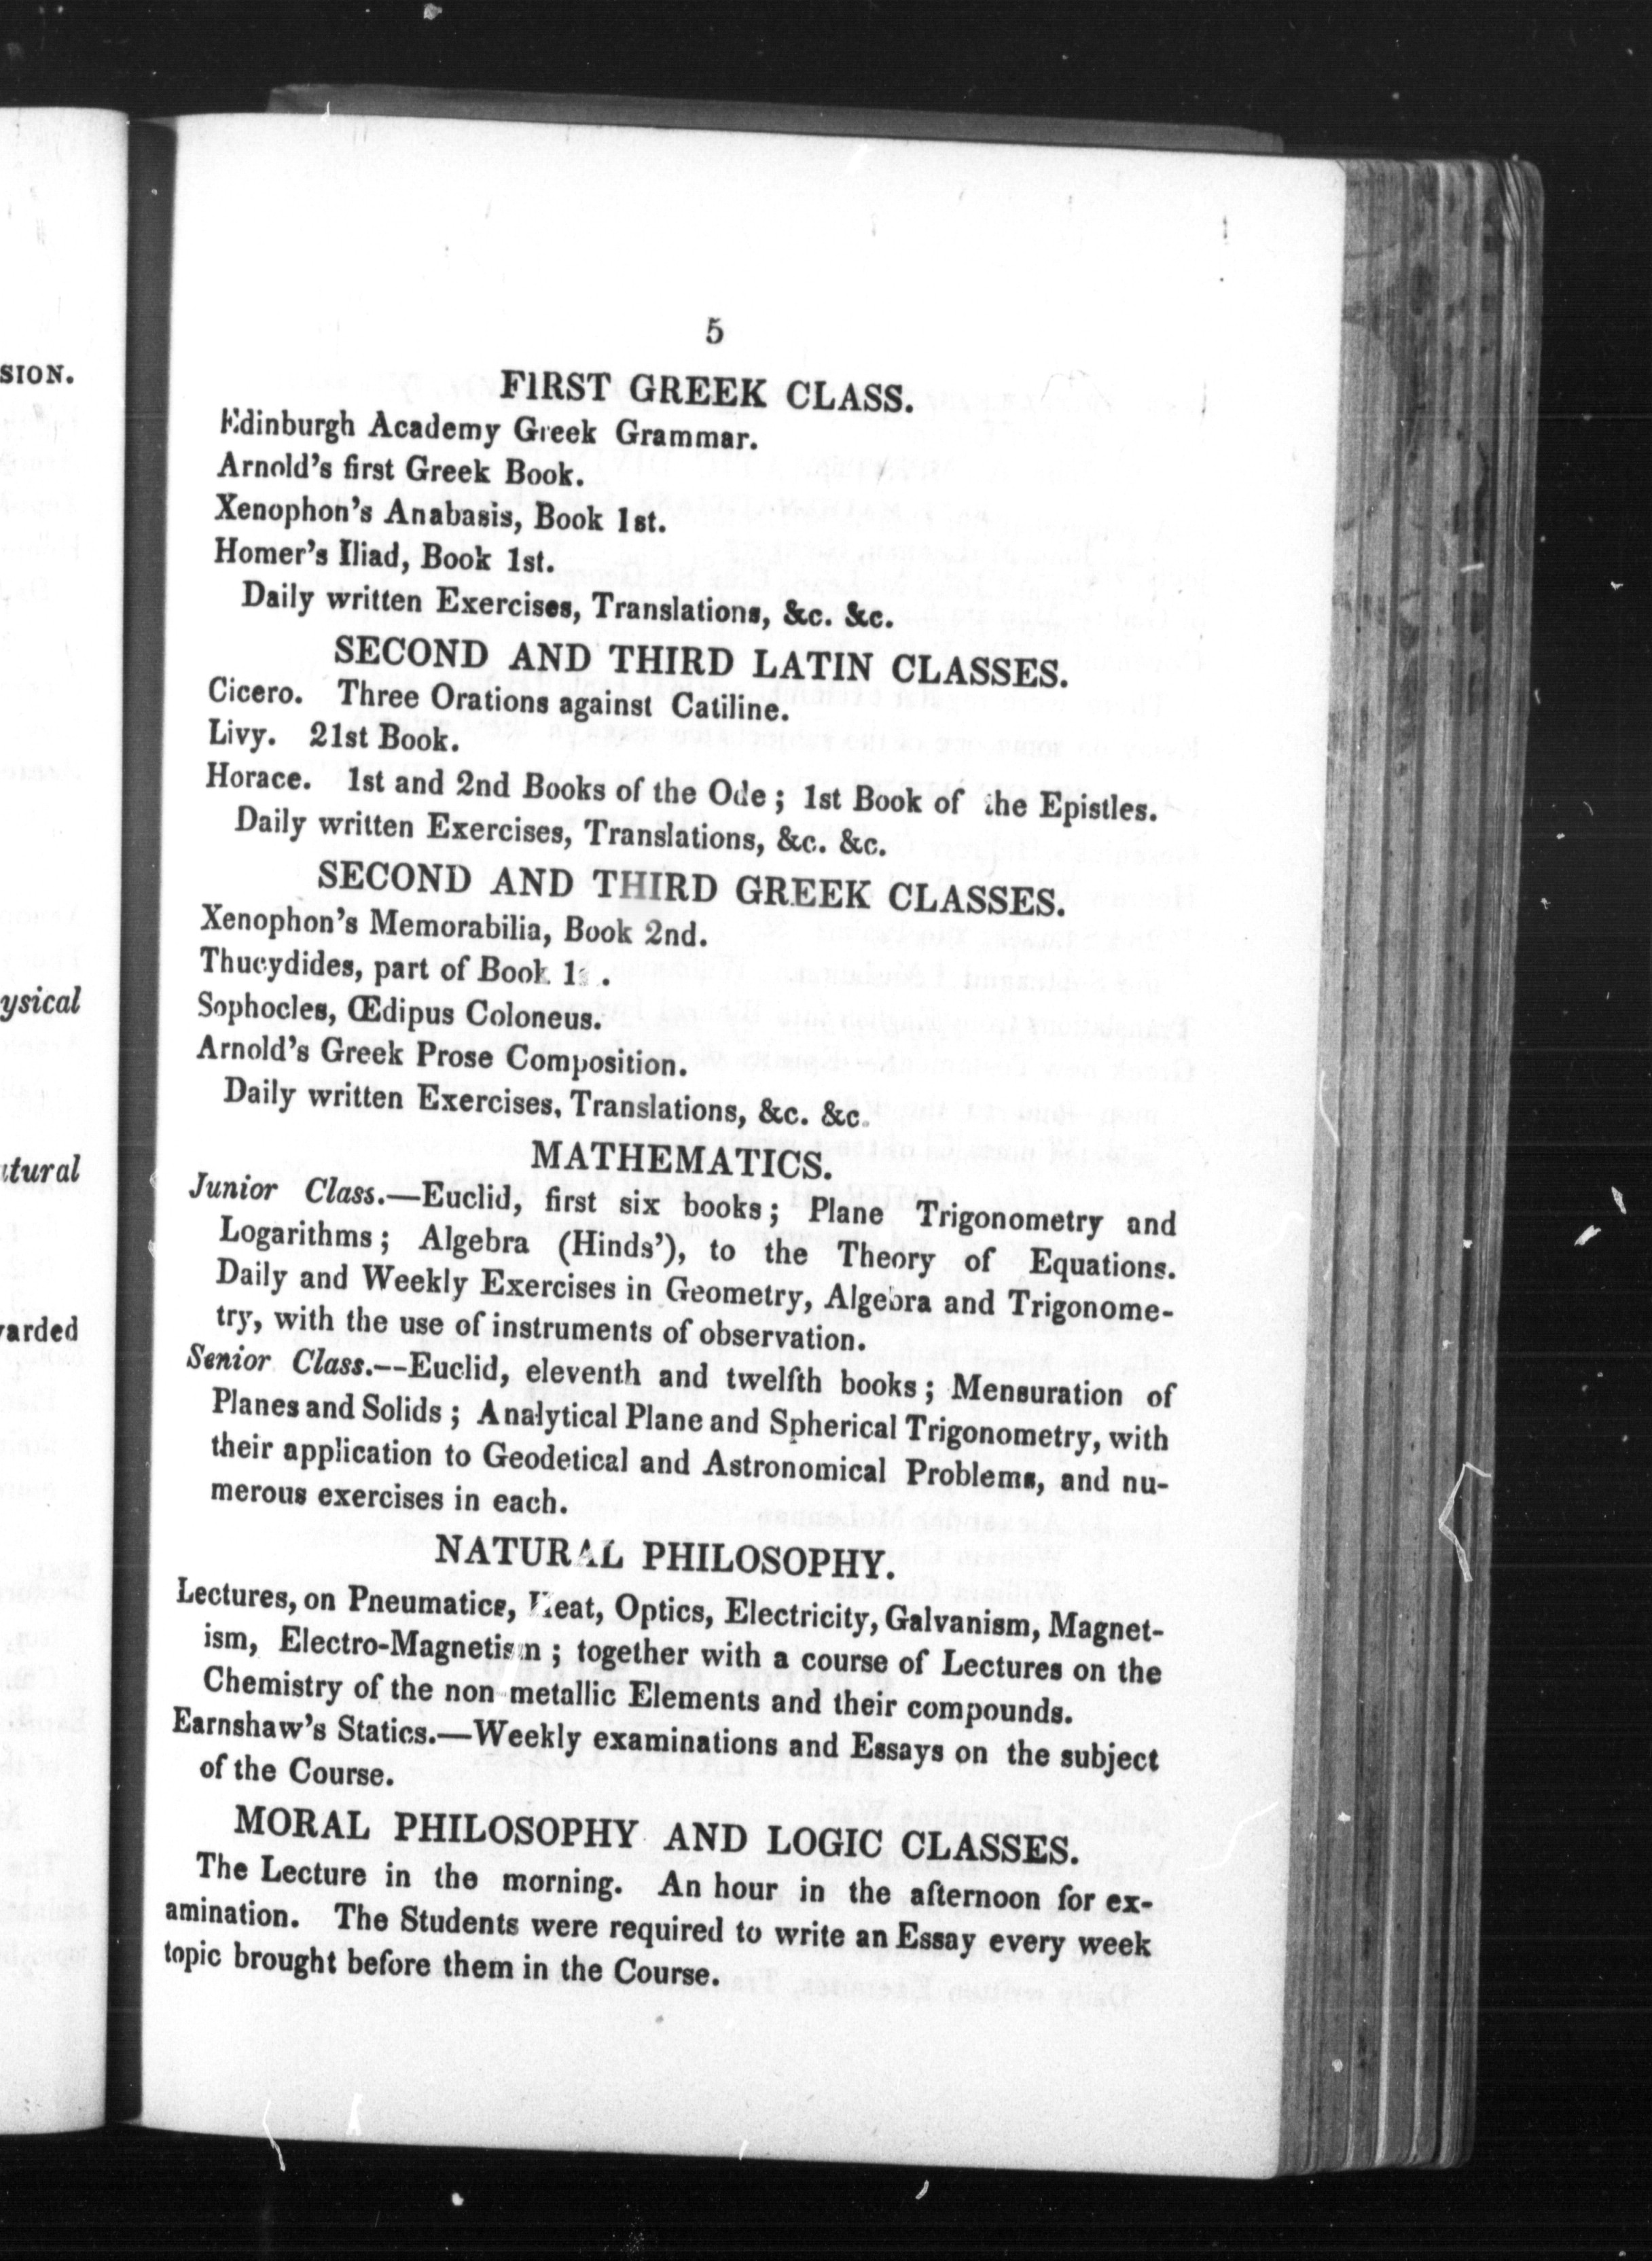 5
FIRST GREEK CLASS.
Edinburgh Academy Greek Grammar.
Arnold's first Greek Book.
Xenophon's Anabasis, Book 1st.
Homer's Iliad, Book 1st.
Daily written Exercises, Translations, &c. &c.
SECOND AND THIRD LATIN CLASSES.
Cicero. Three Orations against Catiline.
Livy. 21st Book.
Horace. 1st and 2nd Books of the Ode; 1st Book of the Epistles.
Daily written Exercises, Translations, &c. &c.
SECOND AND THIRD GREEK CLASSES.
Xenophon's Memorabilia, Book 2nd.
Thucydides, part of Book
Sophocles, Œdipus Coloneus.
Arnold's Greek Prose Composition.
Daily written Exercises, Translations, &c. &c.
MATHEMATICS.
Junior Class.—Euclid, first six books; Plane Trigonometry and
Logarithms; Algebra (Hinds'), to the Theory of Equations.
Daily and Weekly Exercises in Geometry, Algebra and Trigonome-
try, with the use of instruments of observation.
Senior Class.--Euclid, eleventh and twelfth books; Mensuration of
Planes and Solids; Analytical Plane and Spherical Trigonometry, with
their application to Geodetical and Astronomical Problems, and nu-
merous exercises in each.
NATURAL PHILOSOPHY.
Lectures, on Pneumatics, Heat, Optics, Electricity, Galvanism, Magnet-
ism, Electro-Magnetism; together with a course of Lectures on the
Chemistry of the non-metallic Elements and their compounds.
Earnshaw's Statics.—Weekly examinations and Essays on the subject
of the Course.
MORAL PHILOSOPHY AND LOGIC CLASSES.
The Lecture in the morning. An hour in the afternoon for ex-
amination. The Students were required to write an Essay every week
topic brought before them in the Course.